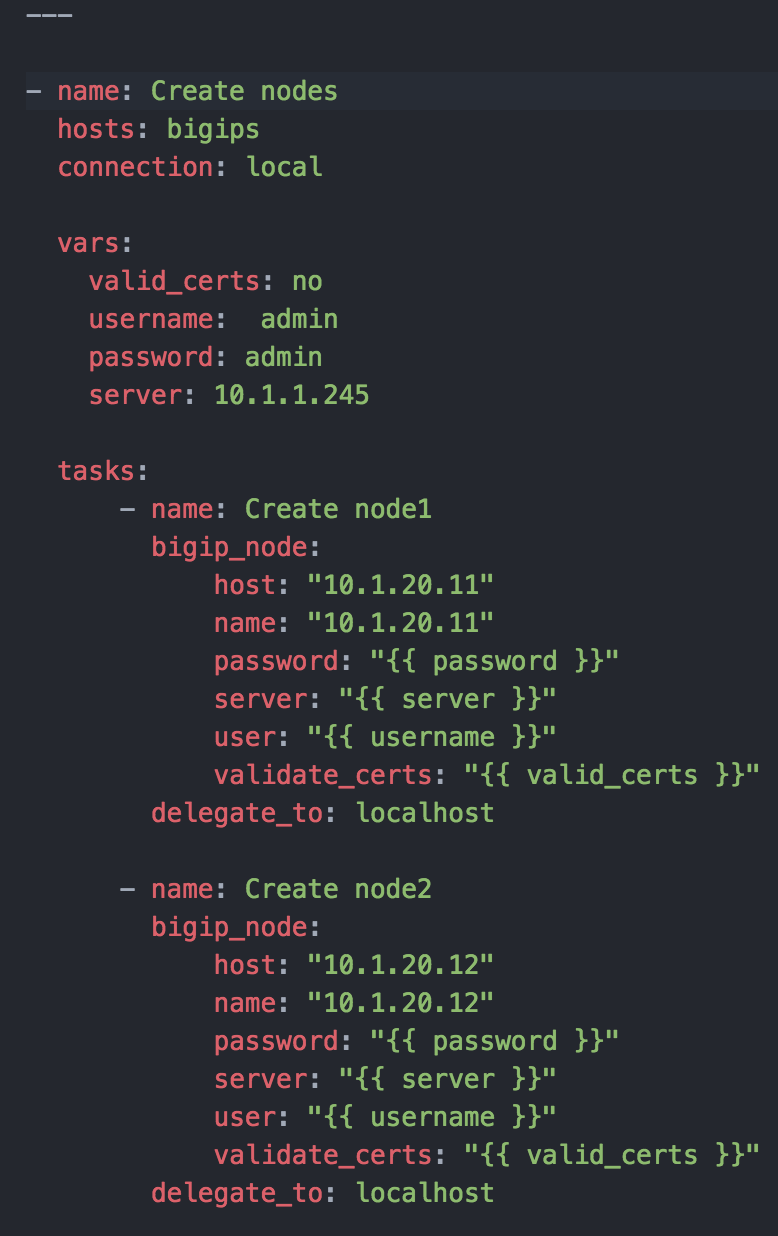 ---
- name: Create nodes
  hosts: bigips
  connection: local
  vars:
    valid_certs: no
    username:  admin
    password: admin
    server: 10.1.1.245
  tasks:
      - name: Create node1
        bigip_node:
            host: "10.1.20.11"
            name: "10.1.20.11"
            password: "{{ password }}"
            server: "{{ server }}"
            user: "{{ username }}"
            validate_certs: "{{ valid_certs }}"
        delegate_to: localhost
      - name: Create node2
        bigip_node:
            host: "10.1.20.12"
            name: "10.1.20.12"
            password: "{{ password }}"
            server: "{{ server }}"
            user: "{{ username }}"
            validate_certs: "{{ valid_certs }}"
        delegate_to: localhost